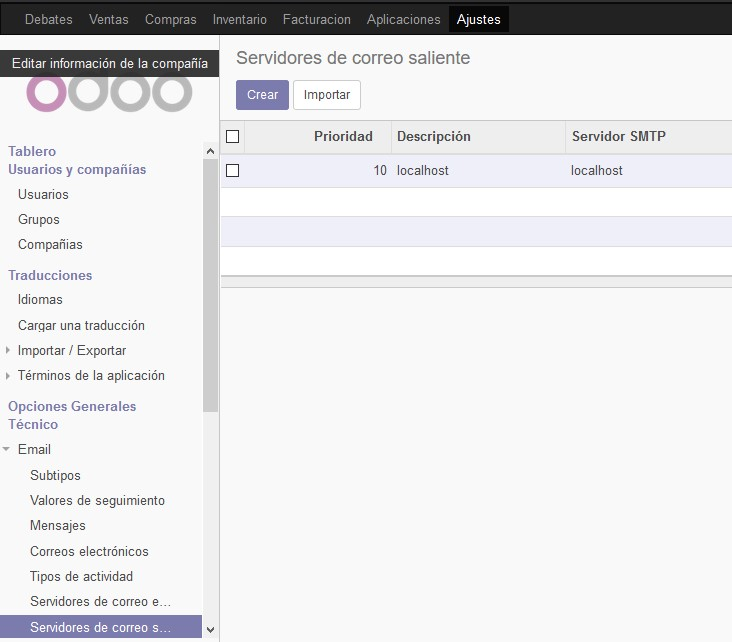 Debates Ventas Compras Inventario Facturacion Aplicaciones Ajustes
Editar información de la compañía
Servidores de correo saliente
Crear Importar
Prioridad Descripción Servidor SMTP
10 localhost localhost
Tablero
Usuarios y compañías
Usuarios
Grupos
Compañias
Traducciones
Idiomas
Cargar una traducción
Importar / Exportar
Términos de la aplicación
Opciones Generales
Técnico
Email
Subtipos
Valores de seguimiento
Mensajes
Correos electrónicos
Tipos de actividad
Servidores de correo e...
Servidores de correo s...